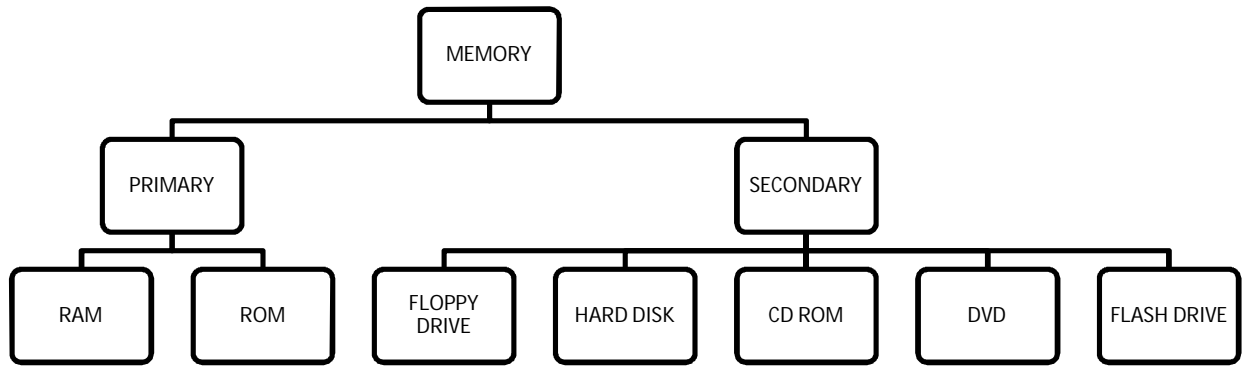 MEMORY
PRIMARY
SECONDARY
RAM
ROM
FLOPPY
DRIVE
HARD DISK
CD ROM
DVD
FLASH DRIVE